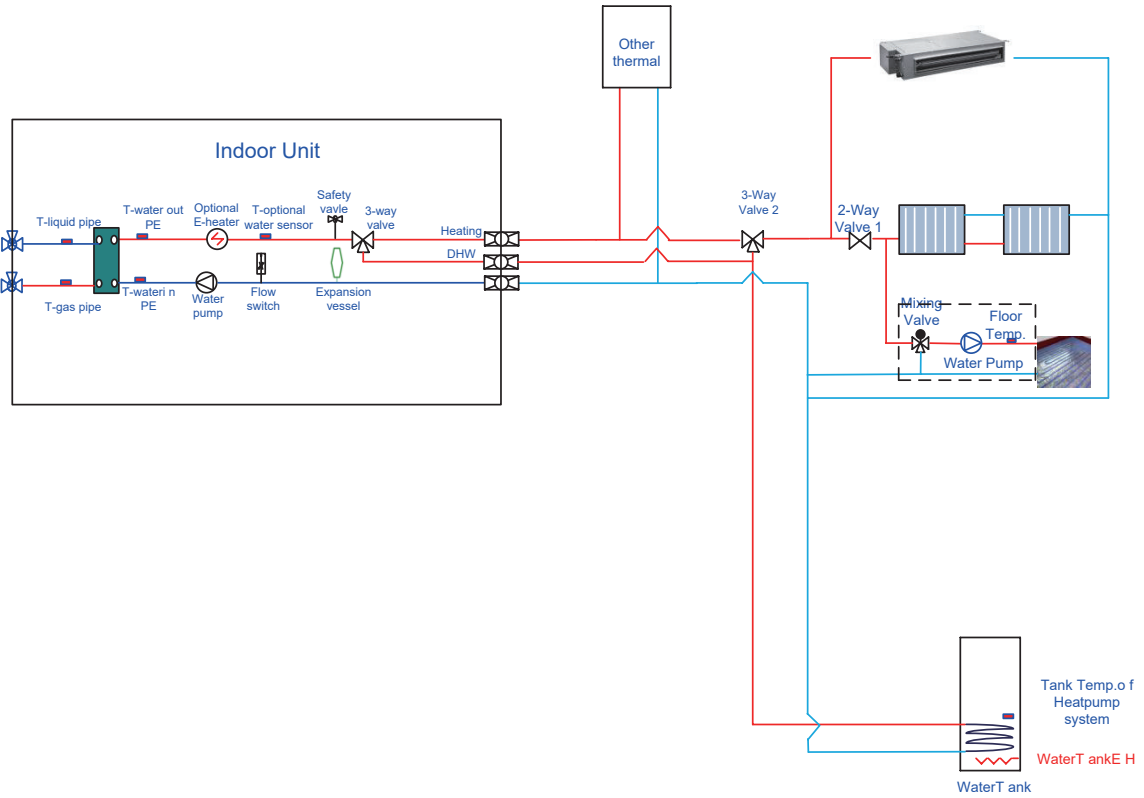 Other
thermal
Indoor Unit
Safety
vavle
T-water out
PE
Optional
E-heater
T-optional
water sensor
3-way
valve
T-liquid pipe
Heating
DHW
T-gas pipe
T-wateri n
PE
Water
pump
Flow
switch
Expansion
vessel
3-Way
Valve 2
2-Way
Valve 1
Mixing
Valve
Floor
Temp.
Water Pump
Tank Temp.o f
Heatpump
system
WaterT ankE H
WaterT ank